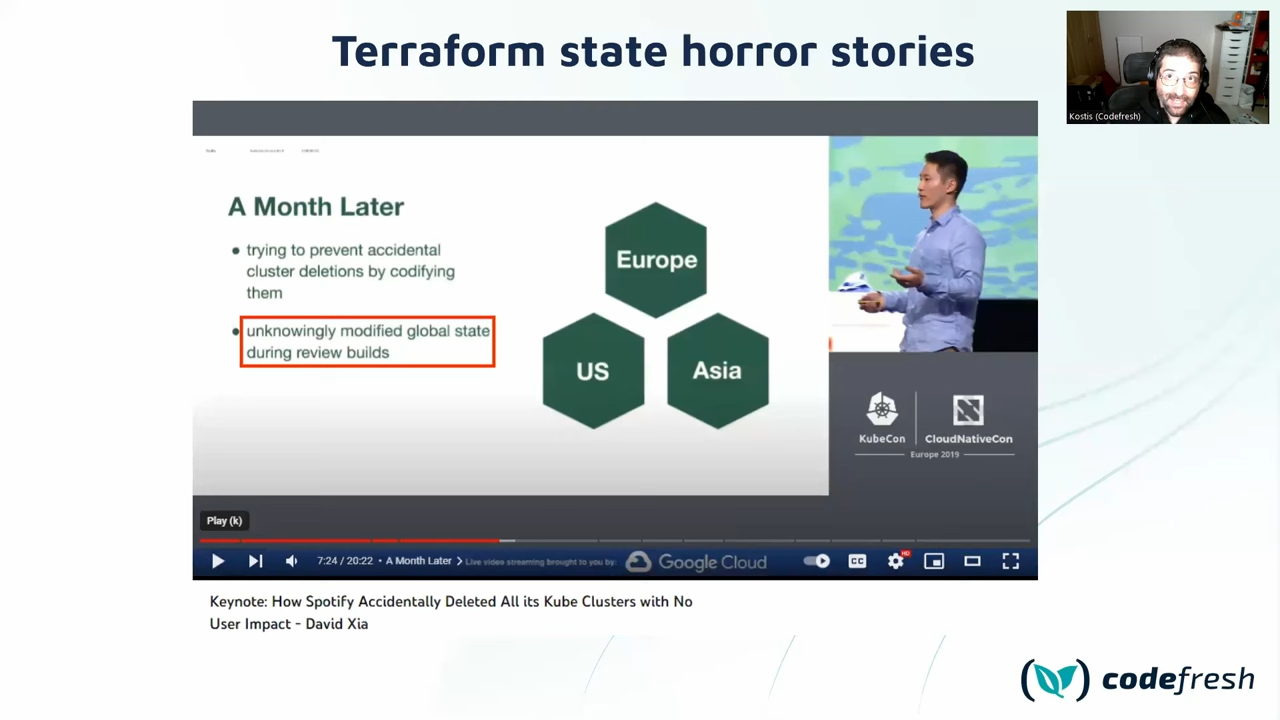 Terraform state horror stories
Kostis (Codefresh)
A Month Later
• trying to prevent accidental
cluster deletions by codifying
them
• unknowingly modified global state
during review builds
Europe
US
Asia
KubeCon
CloudNativeCon
Europe 2019
Play (k)
7:24 / 20:22 • A Month Later
Live video streaming brought to you by:
Google Cloud
CC
HD
Keynote: How Spotify Accidentally Deleted All its Kube Clusters with No
User Impact - David Xia
codefresh